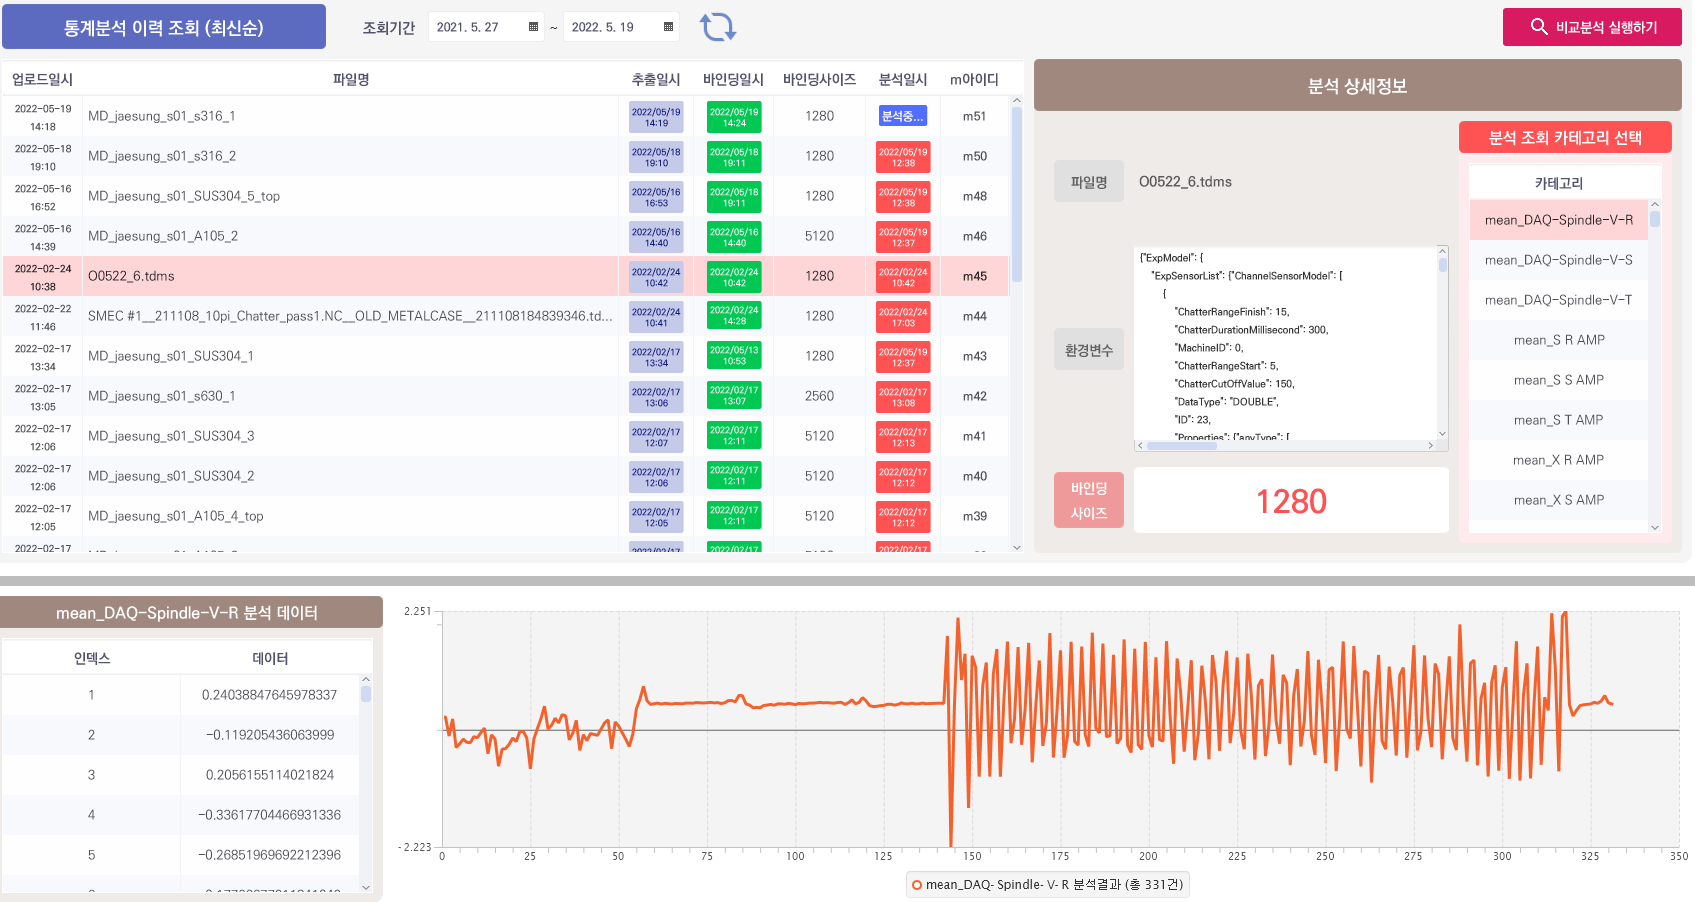 통계분석 이력 조회 (최신순)
조회기간 2021. 5. 27 ~ 2022. 5. 19
비교분석 실행하기
업로드일시 파일명 추출일시 바인딩일시 바인딩사이즈 분석일시 m아이디
2022-05-19 14:18 MD_jaesung_s01_s316_1 2022/05/19 14:19 2022/05/19 14:24 1280 분석중... m51
2022-05-18 19:10 MD_jaesung_s01_s316_2 2022/05/18 19:10 2022/05/18 19:11 1280 2022/05/19 12:38 m50
2022-05-16 16:52 MD_jaesung_s01_SUS304_5_top 2022/05/16 16:53 2022/05/18 19:11 1280 2022/05/19 12:38 m48
2022-05-16 14:39 MD_jaesung_s01_A105_2 2022/05/16 14:40 2022/05/16 14:40 5120 2022/05/19 12:37 m46
2022-02-24 10:38 O0522_6.tdms 2022/02/24 10:42 2022/02/24 10:42 1280 2022/02/24 10:42 m45
2022-02-22 11:46 SMEC #1__211108_10pi_Chatter_pass1.NC__OLD_METALCASE__211108184839346.td... 2022/02/24 10:41 2022/02/24 14:28 1280 2022/02/24 17:03 m44
2022-02-17 13:34 MD_jaesung_s01_SUS304_1 2022/02/17 13:34 2022/05/13 10:53 1280 2022/05/19 12:37 m43
2022-02-17 13:05 MD_jaesung_s01_s630_1 2022/02/17 13:06 2022/02/17 13:07 2560 2022/02/17 13:08 m42
2022-02-17 12:06 MD_jaesung_s01_SUS304_3 2022/02/17 12:07 2022/02/17 12:11 5120 2022/02/17 12:13 m41
2022-02-17 12:06 MD_jaesung_s01_SUS304_2 2022/02/17 12:06 2022/02/17 12:11 5120 2022/02/17 12:12 m40
2022-02-17 12:05 MD_jaesung_s01_A105_4_top 2022/02/17 12:05 2022/02/17 12:11 5120 2022/02/17 12:12 m39
2022-02-17 2022/02/17 2022/02/17 2022/02/17
분석 상세정보
파일명 O0522_6.tdms
환경변수
{"ExpModel": {
"ExpSensorList": {"ChannelSensorModel": [
{
"ChatterRangeFinish": 15,
"ChatterDurationMillisecond": 300,
"MachineID": 0,
"ChatterRangeStart": 5,
"ChatterCutOffValue": 150,
"DataType": "DOUBLE",
"ID": 23,
"Properties": {"anyType": [
바인딩
사이즈
1280
분석 조회 카테고리 선택
카테고리
mean_DAQ-Spindle-V-R
mean_DAQ-Spindle-V-S
mean_DAQ-Spindle-V-T
mean_S R AMP
mean_S S AMP
mean_S T AMP
mean_X R AMP
mean_X S AMP
mean_DAQ-Spindle-V-R 분석 데이터
인덱스 데이터
1 0.24038847645978337
2 -0.119205436063999
3 0.2056155114021824
4 -0.33617704466931336
5 -0.26851969692212396
2.251
-2.223
0 25 50 75 100 125 150 175 200 225 250 275 300 325 350
mean_DAQ- Spindle- V- R 분석결과 (총 331건)